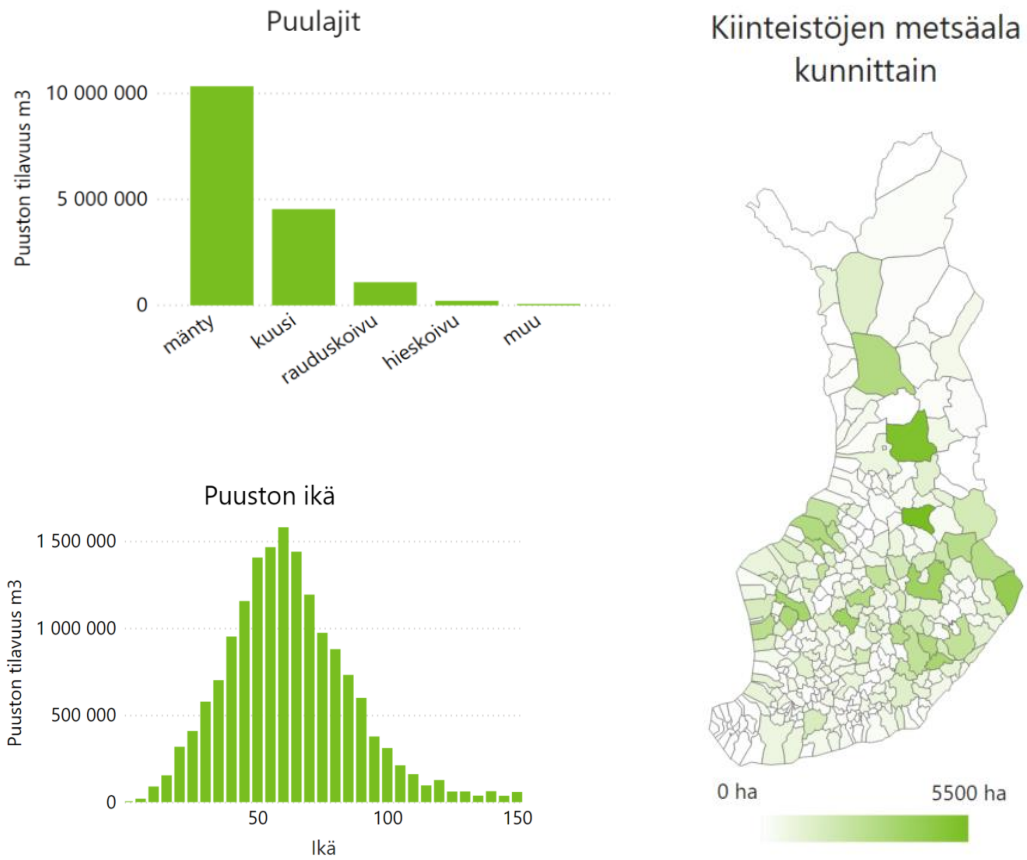 Puulajit
Puuston tilavuus m3
10 000 000
5 000 000
0
mänty
kuusi
rauduskoivu
hieskoivu
muu
Puuston ikä
Puuston tilavuus m3
1 500 000
1 000 000
500 000
0
50
100
150
Ikä
Kiinteistöjen metsäala
kunnittain
0 ha
5500 ha